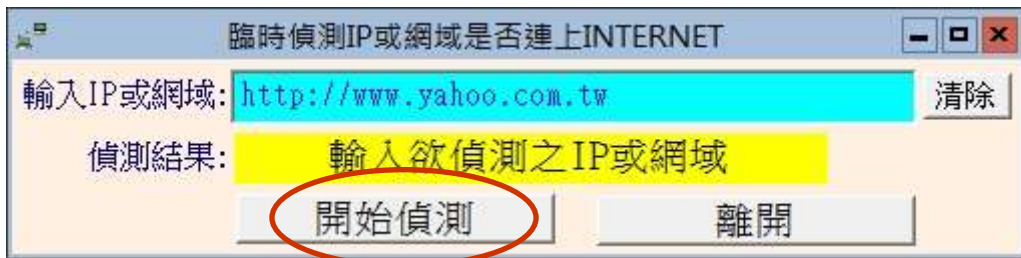 臨時偵測IP或網域是否連上INTERNET
輸入IP或網域: http://www.yahoo.com.tw 清除
偵測結果: 輸入欲偵測之IP或網域
開始偵測 離開